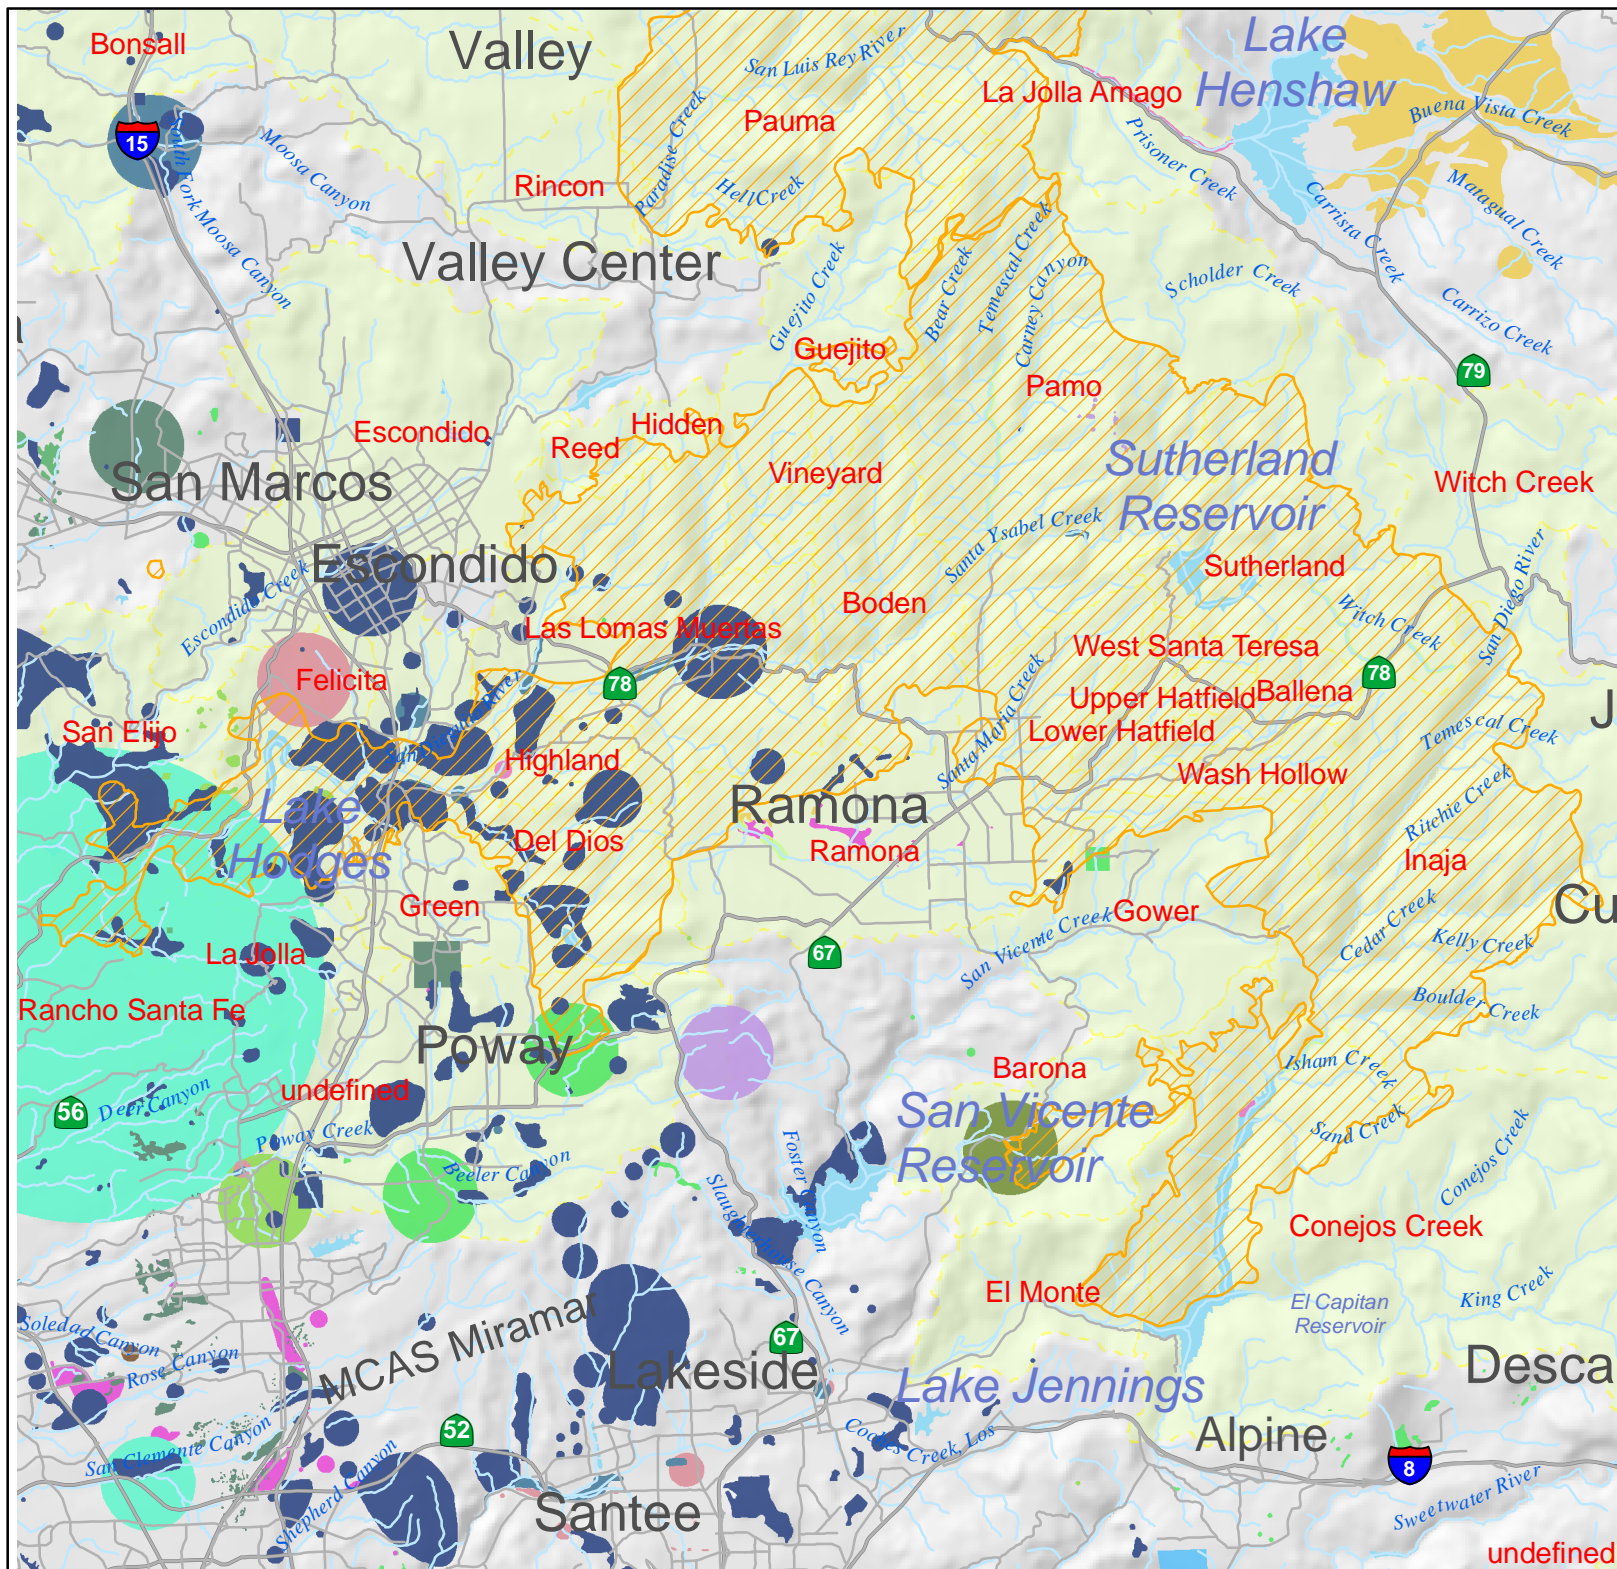 Bonsall
Valley
San Luis Rey River
Lake
Henshaw
La Jolla Amago
Pauma
Buena Vista Creek
15
South Fork Moosa Canyon
Moosa Canyon
Paradise Creek
Prisoner Creek
Rincon
Hell Creek
Matagual Creek
Carrista Creek
Valley Center
Guejito Creek
Bear Creek
Temescal Creek
Carney Canyon
Scholder Creek
Carrizo Creek
a
Guejito
79
Pamo
Escondido
Hidden
Reed
Sutherland
Reservoir
San Marcos
Vineyard
Witch Creek
Santa Ysabel Creek
Escondido
Sutherland
San Diego River
Escondido Creek
Boden
Witch Creek
Las Lomas Muertas
West Santa Teresa
Felicita
78
78
Santa Maria Creek
Upper Hatfield
Ballena
San Dieguito River
J
San Elijo
Lower Hatfield
Temescal Creek
Highland
Wash Hollow
Lake
Hodges
Ramona
Ritchie Creek
Del Dios
Ramona
Inaja
Green
Gower
Cu
San Vicente Creek
Cedar Creek
Kelly Creek
La Jolla
67
Rancho Santa Fe
Boulder Creek
Poway
Barona
Isham Creek
undefined
56
Deer Canyon
San Vicente
Reservoir
Sand Creek
Poway Creek
Beeler Canyon
Foster Canyon
Conejos Creek
Slaughterhouse Canyon
Conejos Creek
El Monte
El Capitan
Reservoir
King Creek
Soledad Canyon
Rose Canyon
MCAS Miramar
67
Lakeside
Lake Jennings
Desca
52
Alpine
San Clemente Canyon
Coches Creek, Los
8
Shepherd Canyon
Santee
Sweetwater River
undefined